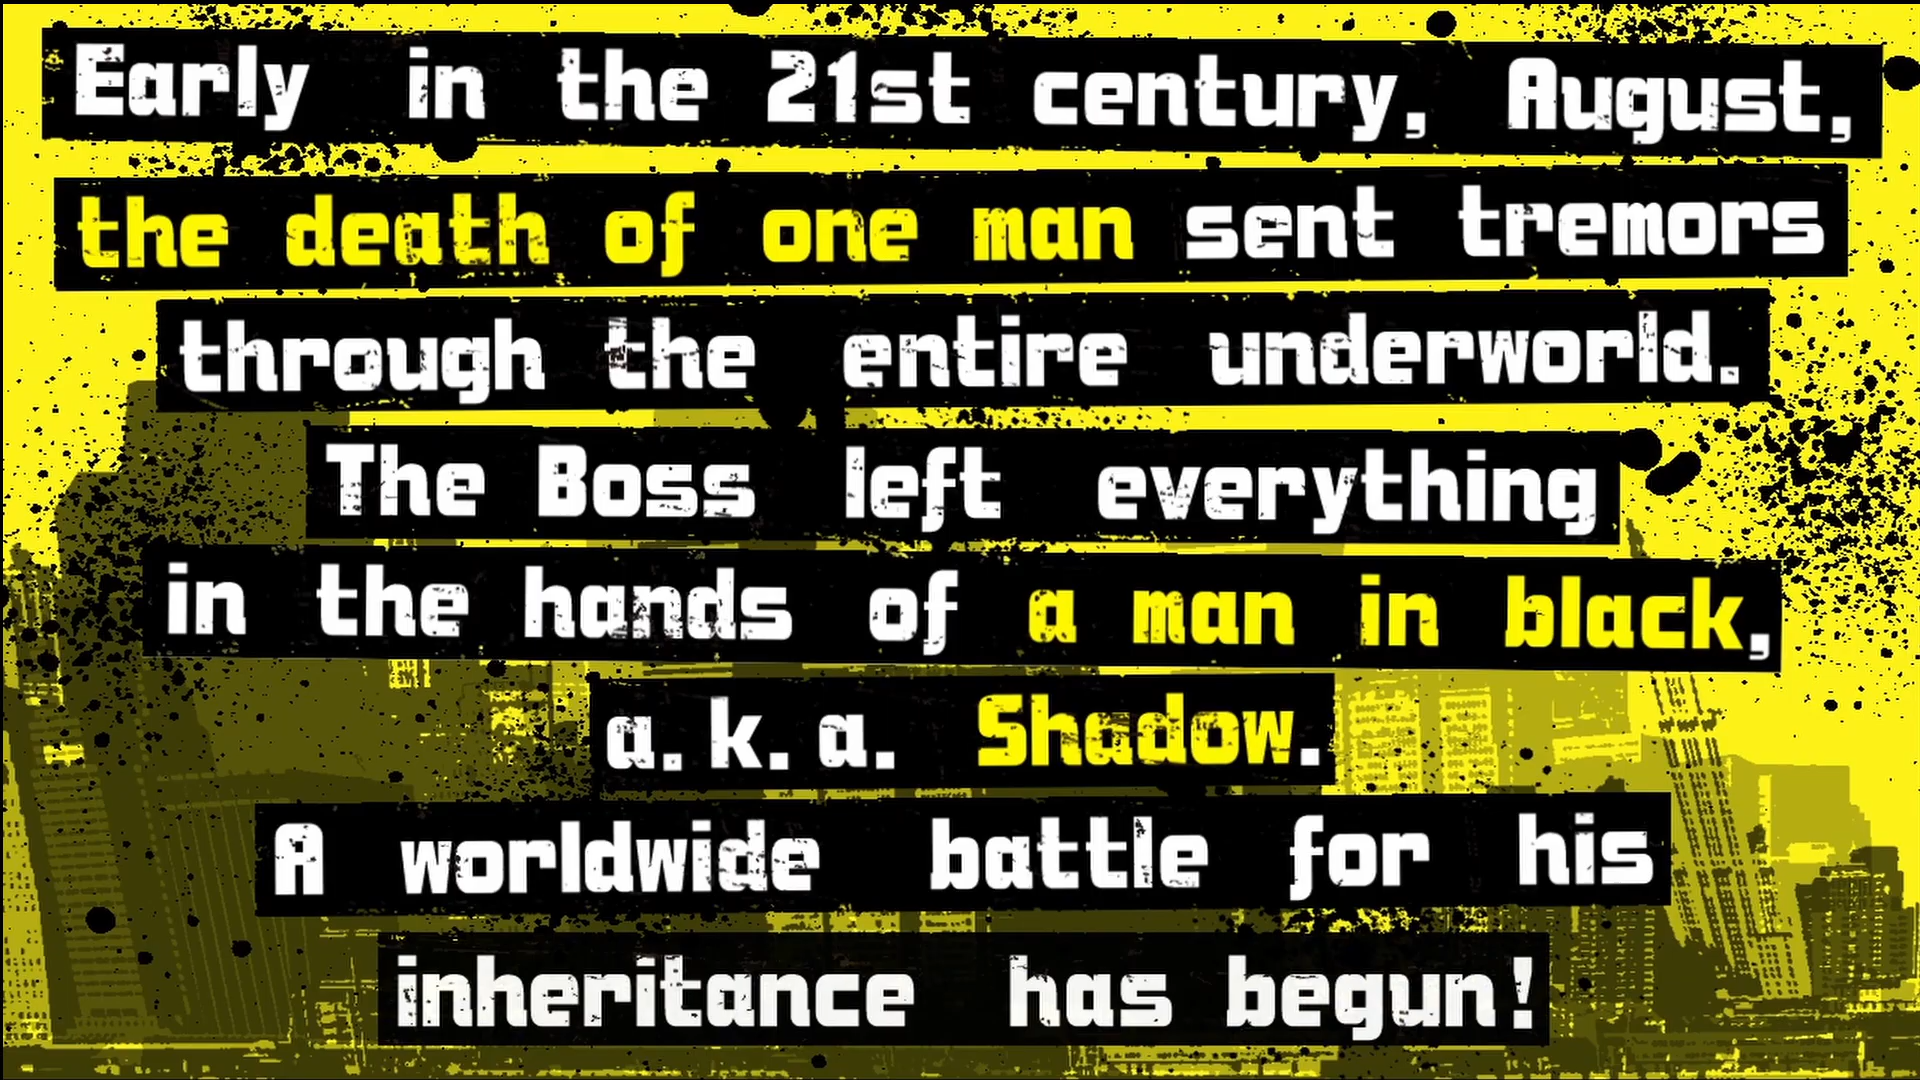 Early in the 21st century, August,
the death of one man sent tremors
through the entire underworld.
The Boss left everything
in the hands of a man in black,
a.k.a. Shadow.
A worldwide battle for his
inheritance has begun!